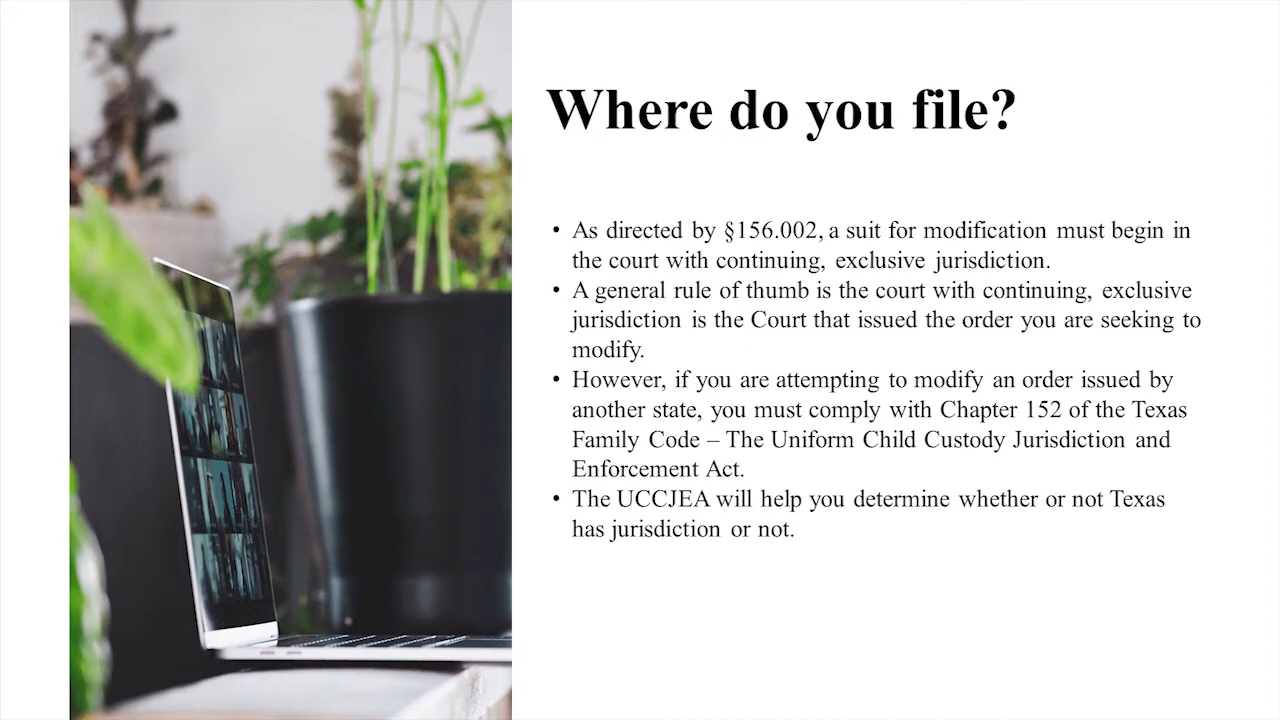 Where do you file?
• As directed by §156.002, a suit for modification must begin in
the court with continuing, exclusive jurisdiction.
• A general rule of thumb is the court with continuing, exclusive
jurisdiction is the Court that issued the order you are seeking to
modify.
• However, if you are attempting to modify an order issued by
another state, you must comply with Chapter 152 of the Texas
Family Code – The Uniform Child Custody Jurisdiction and
Enforcement Act.
• The UCCJEA will help you determine whether or not Texas
has jurisdiction or not.